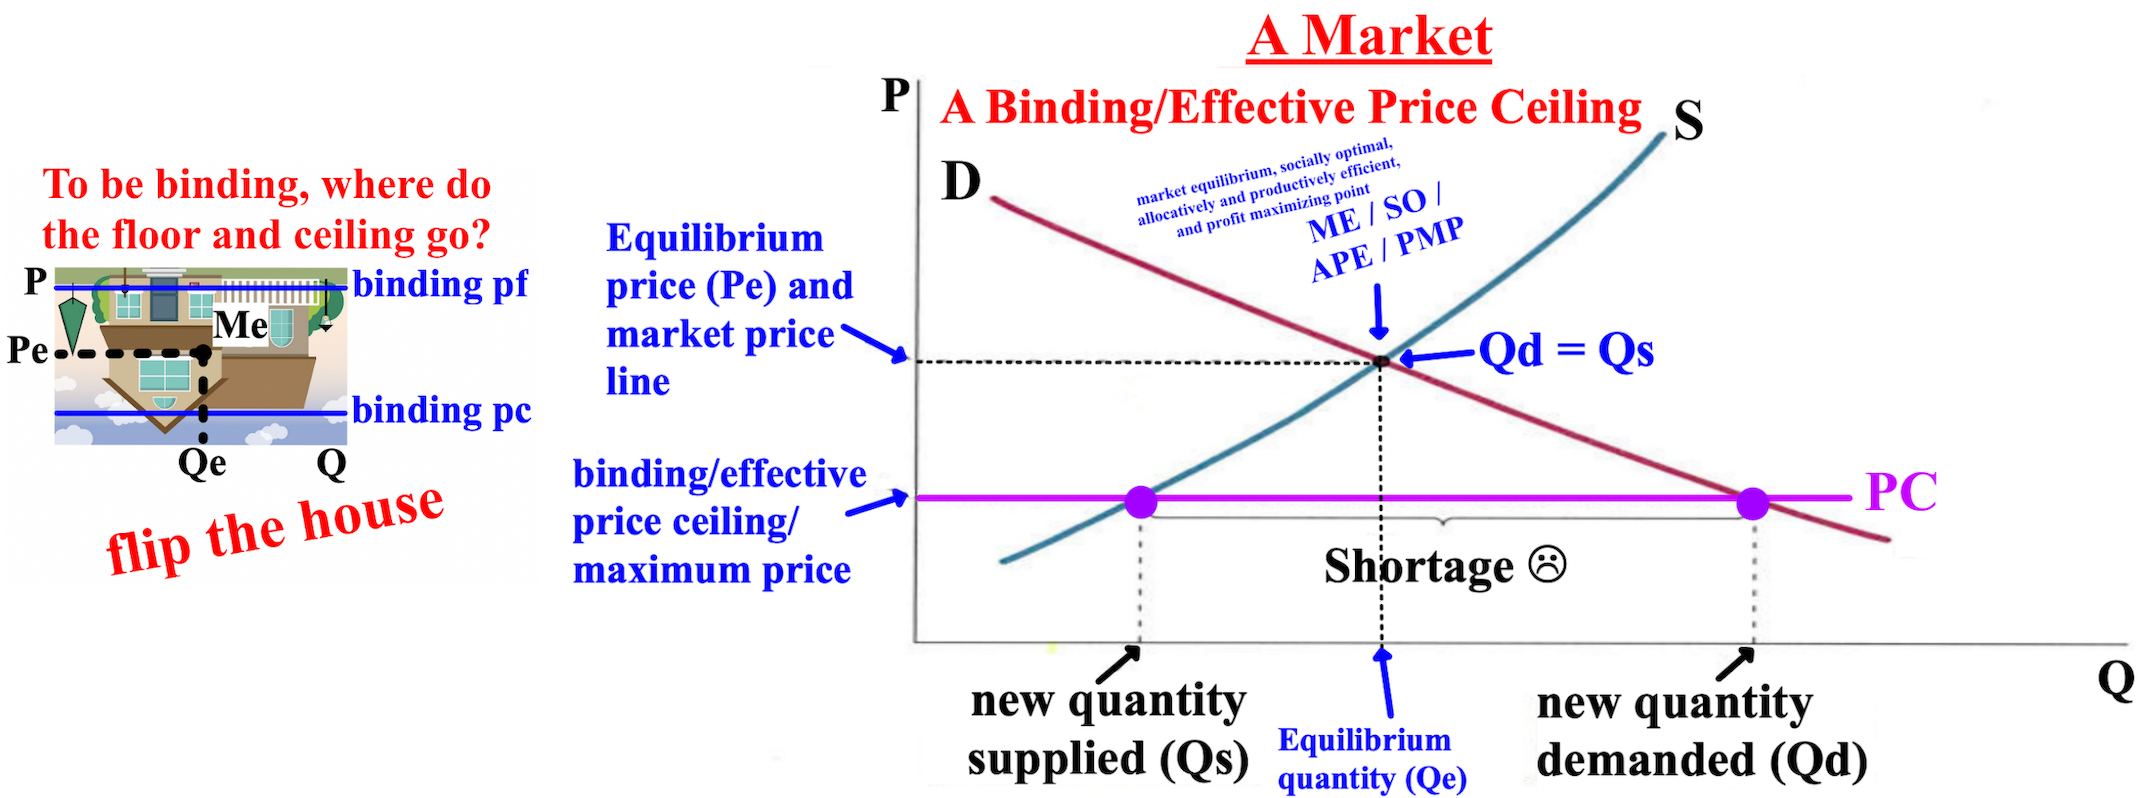 To be binding, where do
the floor and ceiling go?
P
binding pf
Me
Pe
binding pc
Qe
Q
flip the house
A Market
P
A Binding/Effective Price Ceiling
S
D
market equilibrium, socially optimal,
allocatively and productively efficient,
and profit maximizing point
ME / SO /
APE / PMP
Equilibrium
price (Pe) and
market price
line
Qd = Qs
binding/effective
price ceiling/
maximum price
PC
Shortage ☹
Q
new quantity
supplied (Qs)
Equilibrium
quantity (Qe)
new quantity
demanded (Qd)